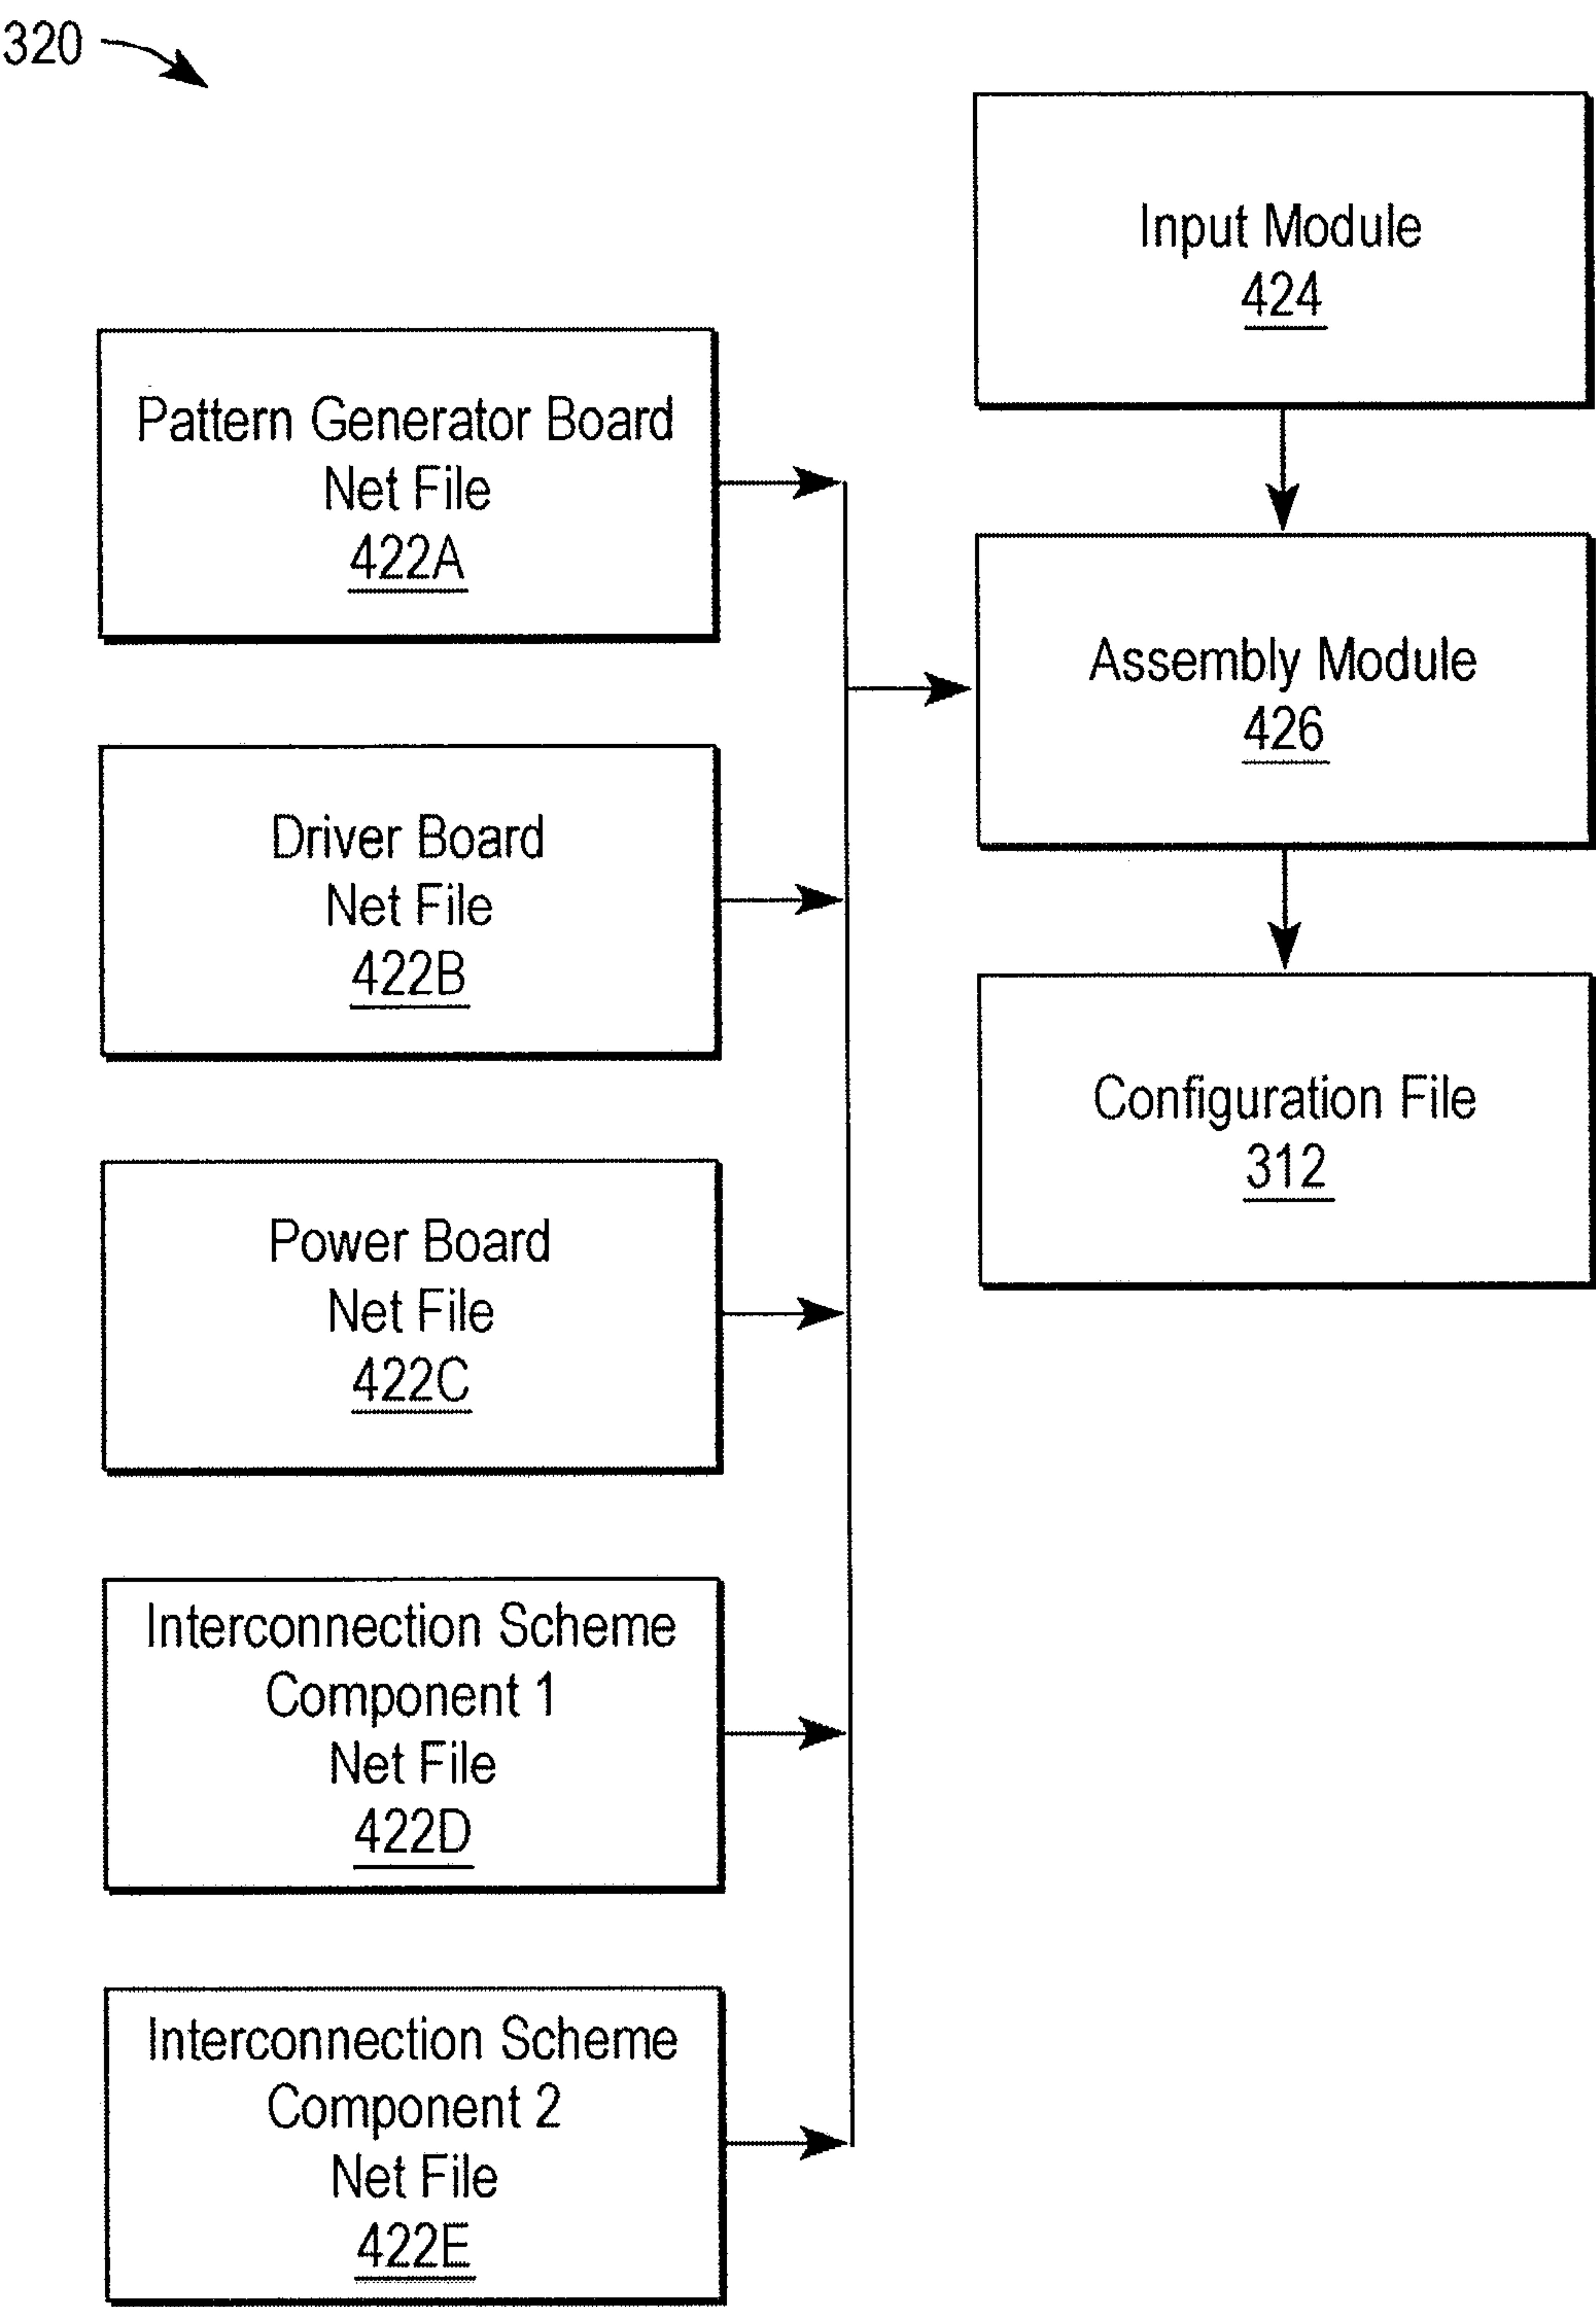 320
Input Module
424
Pattern Generator Board
Net File
422A
Assembly Module
426
Driver Board
Net File
422B
Configuration File
312
Power Board
Net File
422C
Interconnection Scheme
Component 1
Net File
422D
Interconnection Scheme
Component 2
Net File
422E